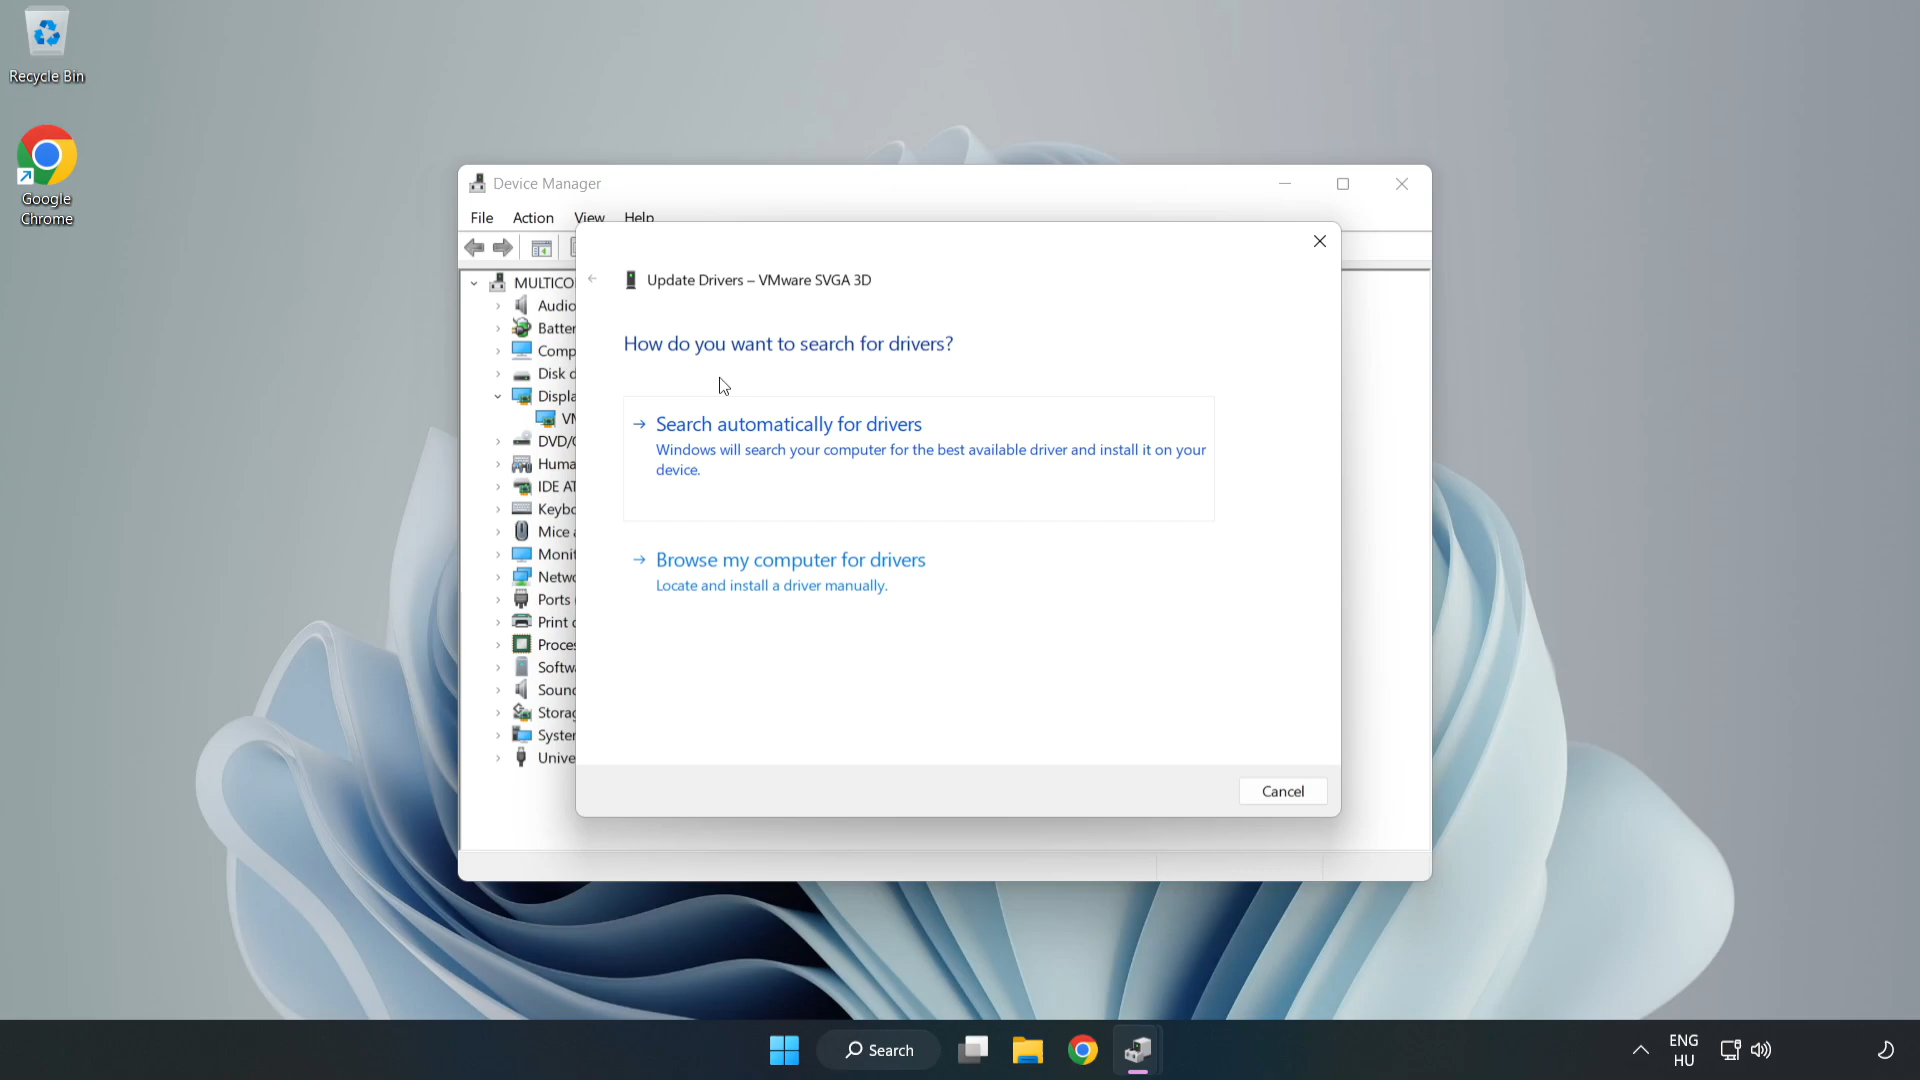 Recycle Bin
Google
Chrome
Device Manager
File Action View Help
MULTICO
Audio
Batter
Comp
Disk d
Displa
VM
DVD/C
Huma
IDE AT
Keybo
Mice a
Monit
Netwo
Ports
Print
Proces
Softwa
Sound
Storag
System
Unive
Update Drivers – VMware SVGA 3D
How do you want to search for drivers?
Search automatically for drivers
Windows will search your computer for the best available driver and install it on your
device.
Browse my computer for drivers
Locate and install a driver manually.
Cancel
Search
ENG
HU